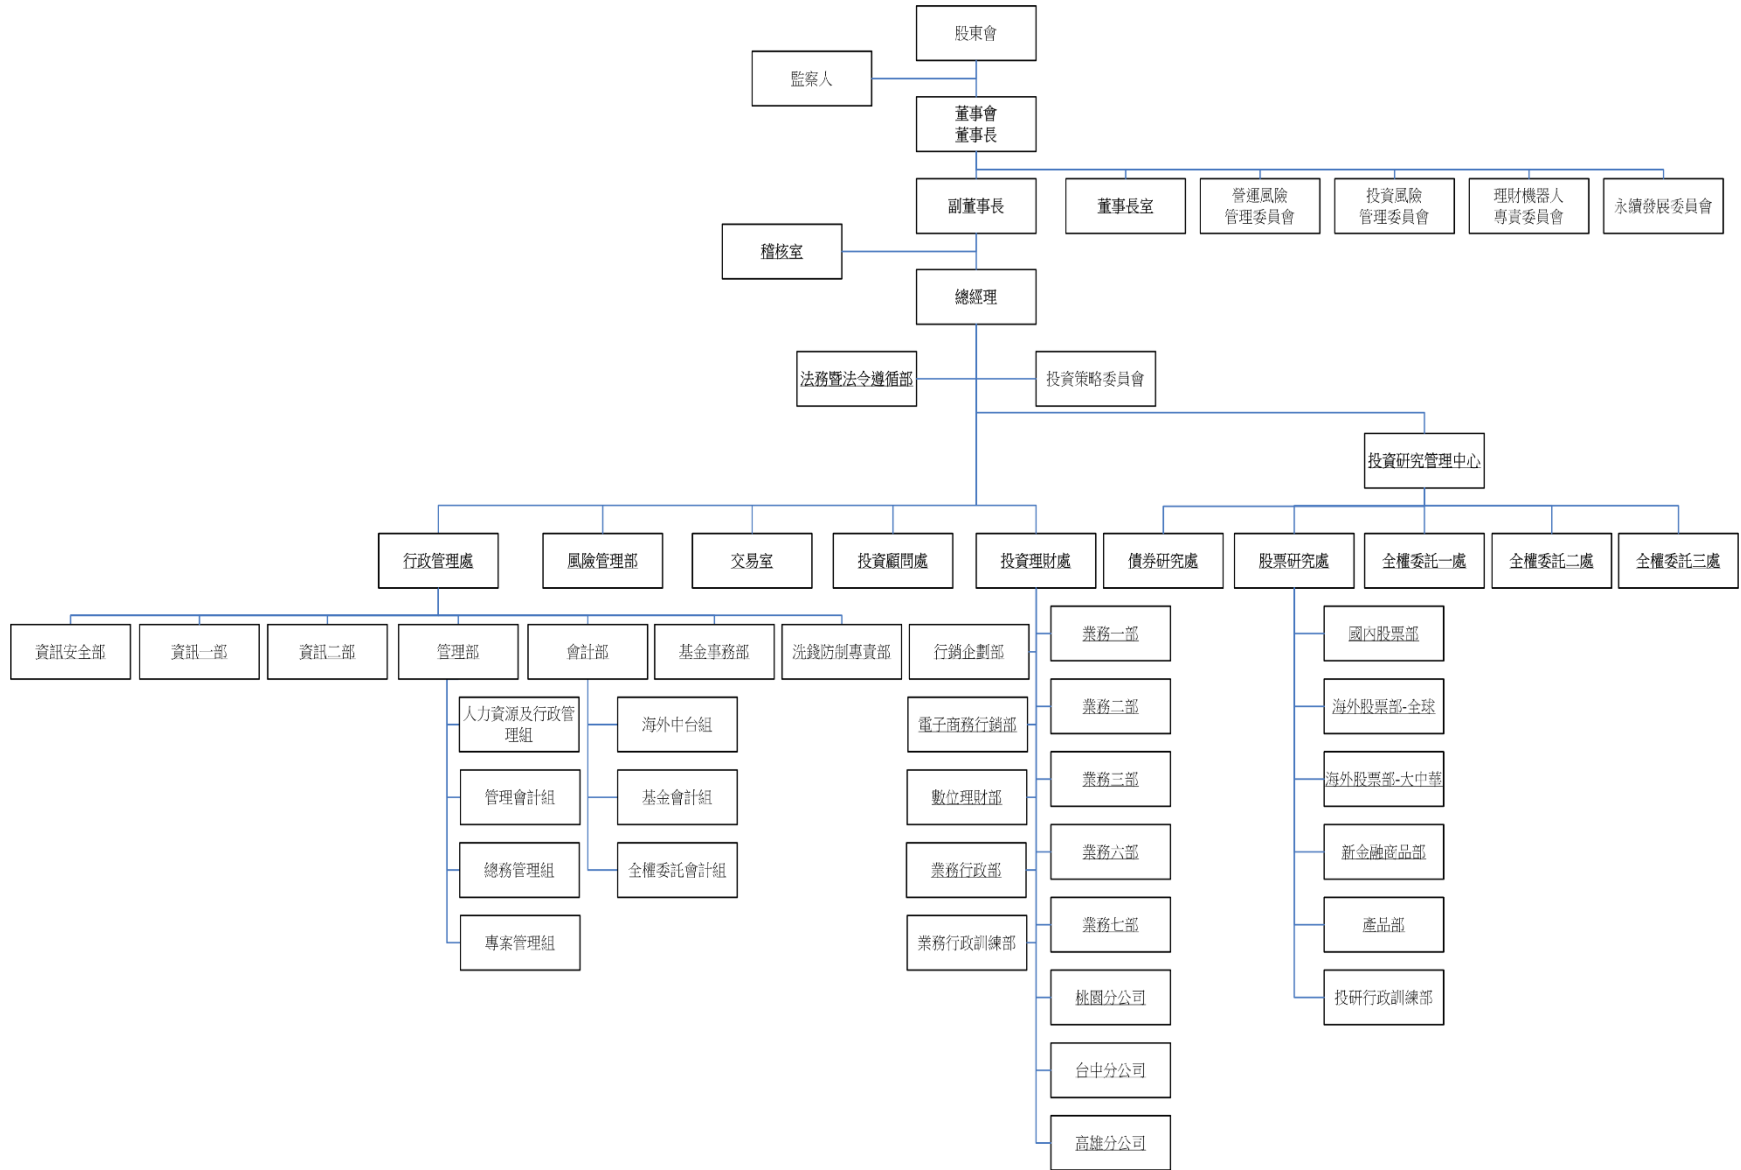 股東會
監察人
董事會
董事長
副董事長
董事長室
營運風險
管理委員會
投資風險
管理委員會
理財機器人
專責委員會
永續發展委員會
稽核室
總經理
法務暨法令遵循部
投資策略委員會
投資研究管理中心
行政管理處
風險管理部
交易室
投資顧問處
投資理財處
債券研究處
股票研究處
全權委託一處
全權委託二處
全權委託三處
資訊安全部
資訊一部
資訊二部
管理部
會計部
基金事務部
洗錢防制專責部
人力資源及行政管
理組
管理會計組
總務管理組
專案管理組
海外中台組
基金會計組
全權委託會計組
行銷企劃部
電子商務行銷部
數位理財部
業務行政部
業務行政訓練部
業務一部
業務二部
業務三部
業務六部
業務七部
桃園分公司
台中分公司
高雄分公司
國內股票部
海外股票部-全球
海外股票部-大中華
新金融商品部
產品部
投研行政訓練部